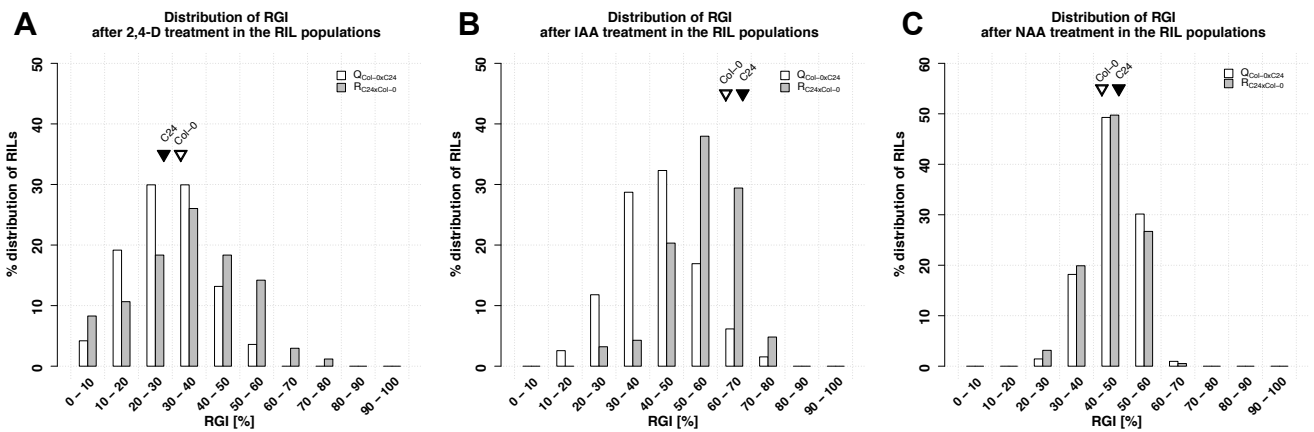 A
Distribution of RGI
after 2,4-D treatment in the RIL populations
50
40
30
20
10
0
% distribution of RILs
Q Col-0xC24
R C24xCol-0
C24
Col-0
0 – 10
10 – 20
20 – 30
30 – 40
40 – 50
50 – 60
60 – 70
70 – 80
80 – 90
90 – 100
RGI [%]
B
Distribution of RGI
after IAA treatment in the RIL populations
50
40
30
20
10
0
% distribution of RILs
Col-0
C24
Q Col-0xC24
R C24xCol-0
0 – 10
10 – 20
20 – 30
30 – 40
40 – 50
50 – 60
60 – 70
70 – 80
80 – 90
90 – 100
RGI [%]
C
Distribution of RGI
after NAA treatment in the RIL populations
60
50
40
30
20
10
0
% distribution of RILs
Col-0
C24
Q Col-0xC24
R C24xCol-0
0 – 10
10 – 20
20 – 30
30 – 40
40 – 50
50 – 60
60 – 70
70 – 80
80 – 90
90 – 100
RGI [%]